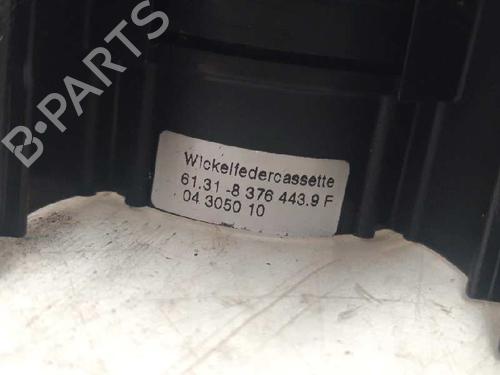 B-PARTS
Wickelfedercassette
61.31 -8 376 443.9 F
04 3050 10